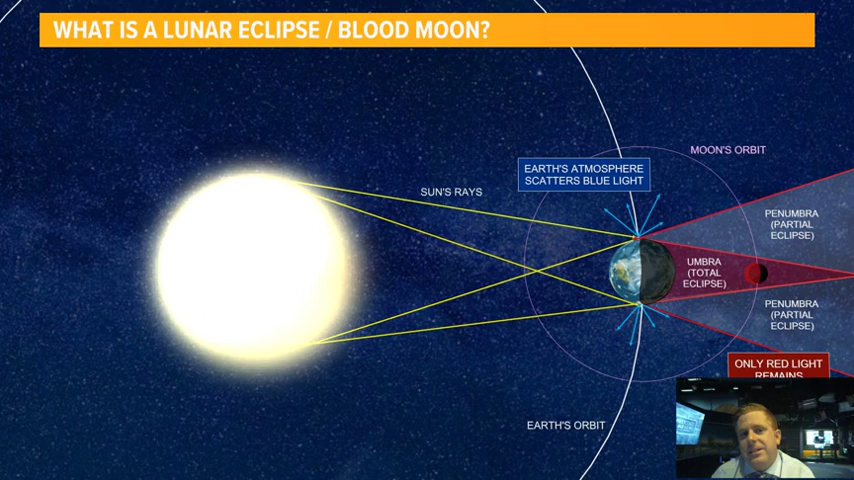 WHAT IS A LUNAR ECLIPSE / BLOOD MOON?
MOON'S ORBIT
EARTH'S ATMOSPHERE
SCATTERS BLUE LIGHT
SUN'S RAYS
PENUMBRA
(PARTIAL
ECLIPSE)
UMBRA
(TOTAL
ECLIPSE)
PENUMBRA
(PARTIAL
ECLIPSE)
ONLY RED LIGHT
REMAINS
EARTH'S ORBIT